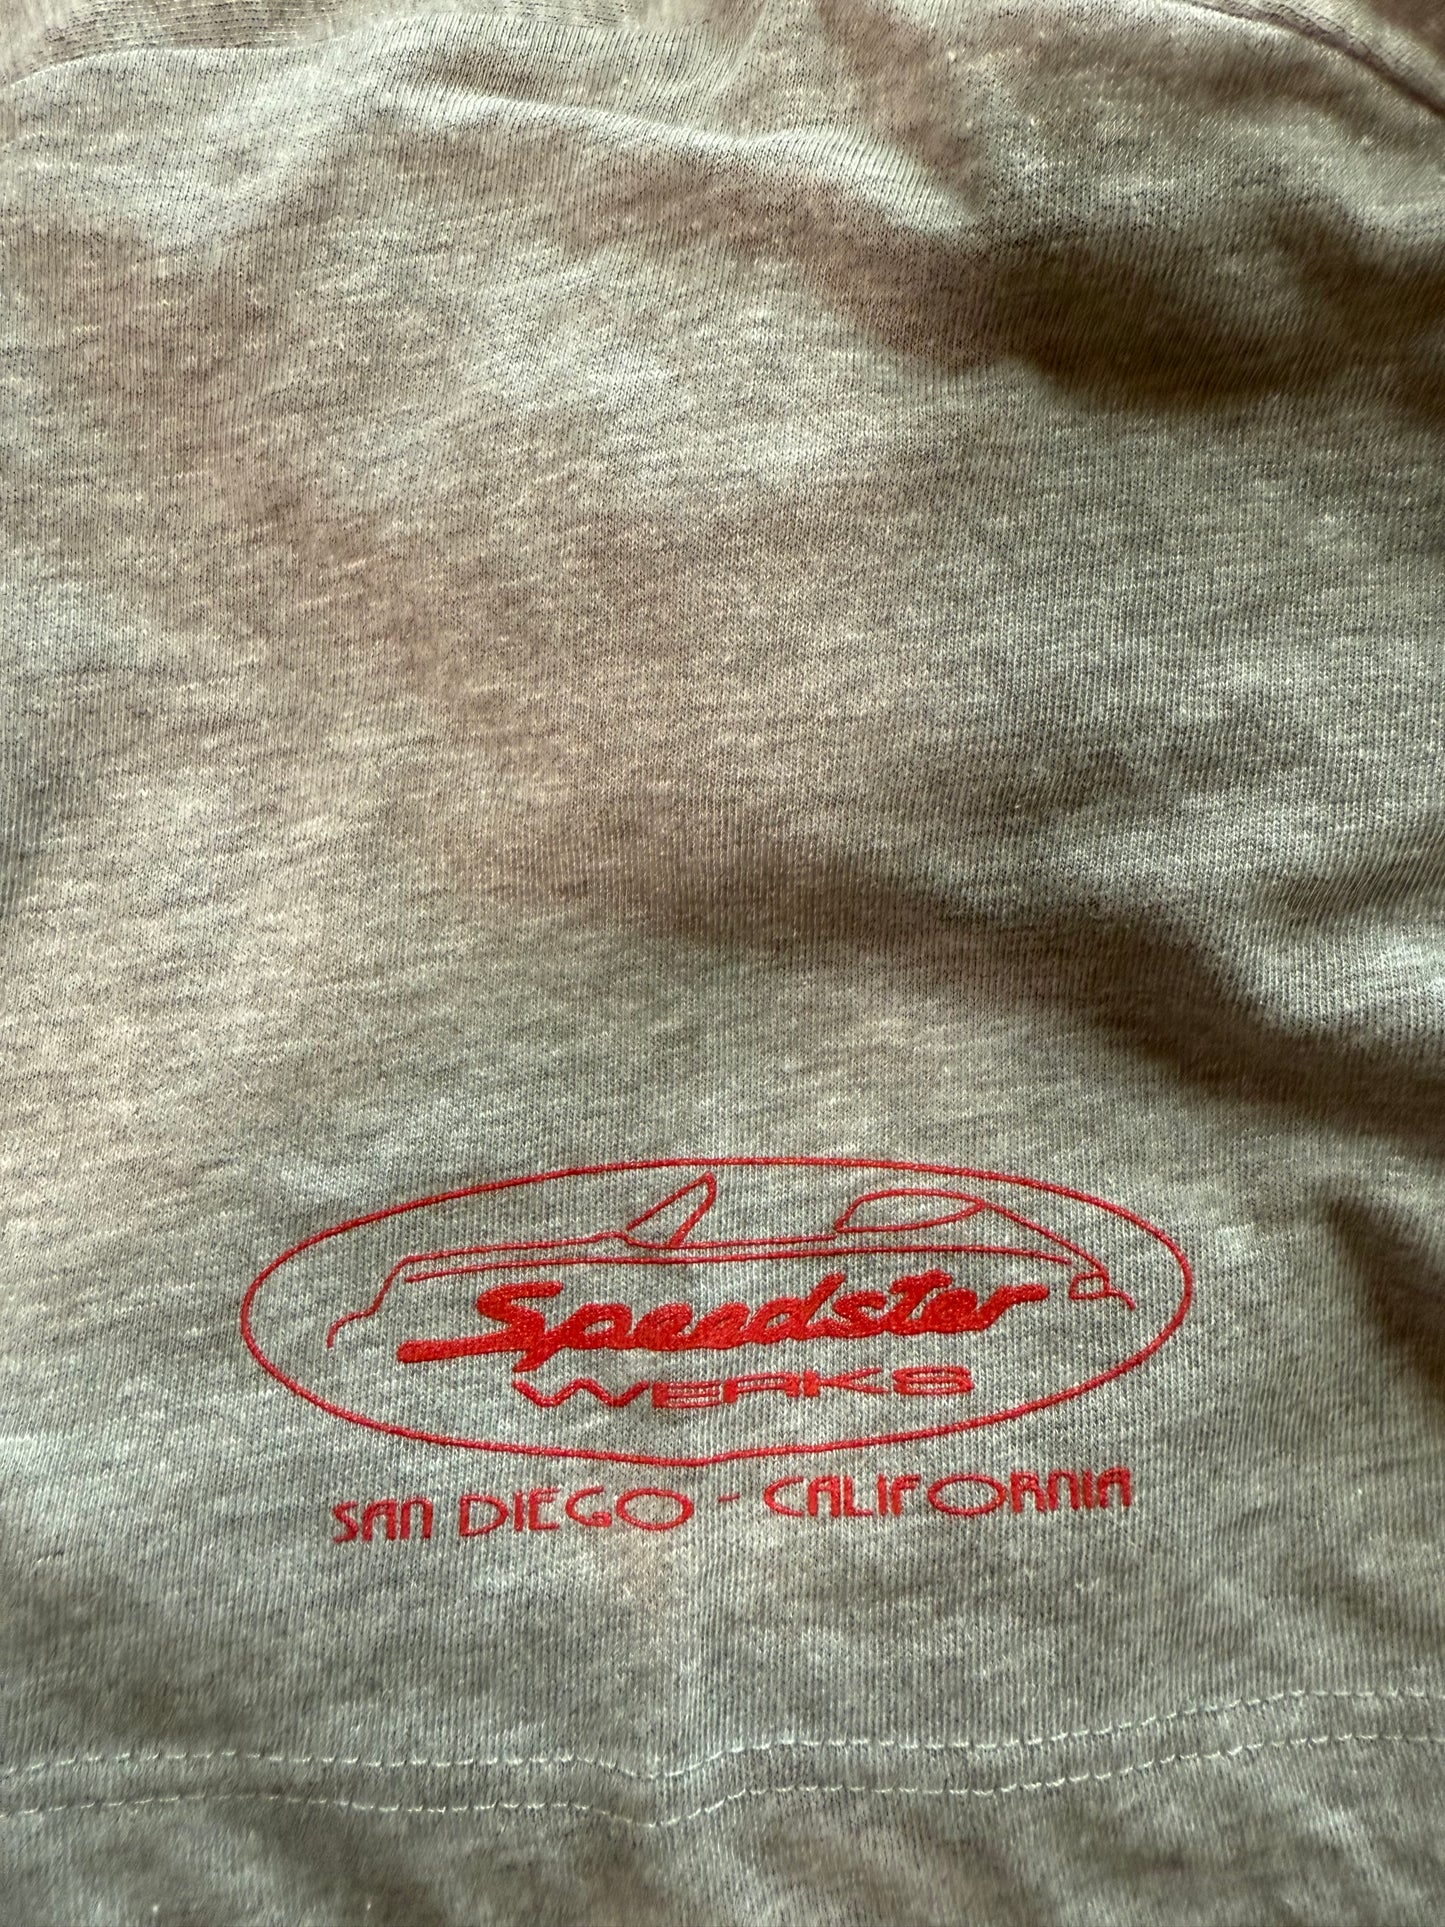 Speedster
WERKS
SAN DIEGO - CALIFORNIA